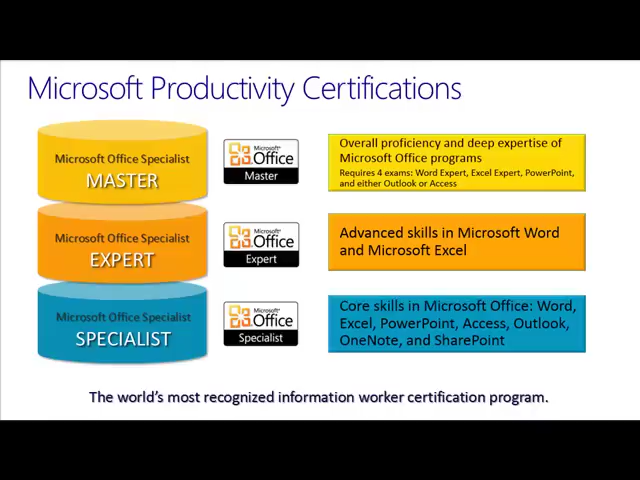 Microsoft Productivity Certifications
Microsoft Office Specialist
MASTER
Microsoft
Office
Master
Overall proficiency and deep expertise of
Microsoft Office programs
Requires 4 exams: Word Expert, Excel Expert, PowerPoint,
and either Outlook or Access
Microsoft Office Specialist
EXPERT
Microsoft
Office
Expert
Advanced skills in Microsoft Word
and Microsoft Excel
Microsoft Office Specialist
SPECIALIST
Microsoft
Office
Specialist
Core skills in Microsoft Office: Word,
Excel, PowerPoint, Access, Outlook,
OneNote, and SharePoint
The world's most recognized information worker certification program.